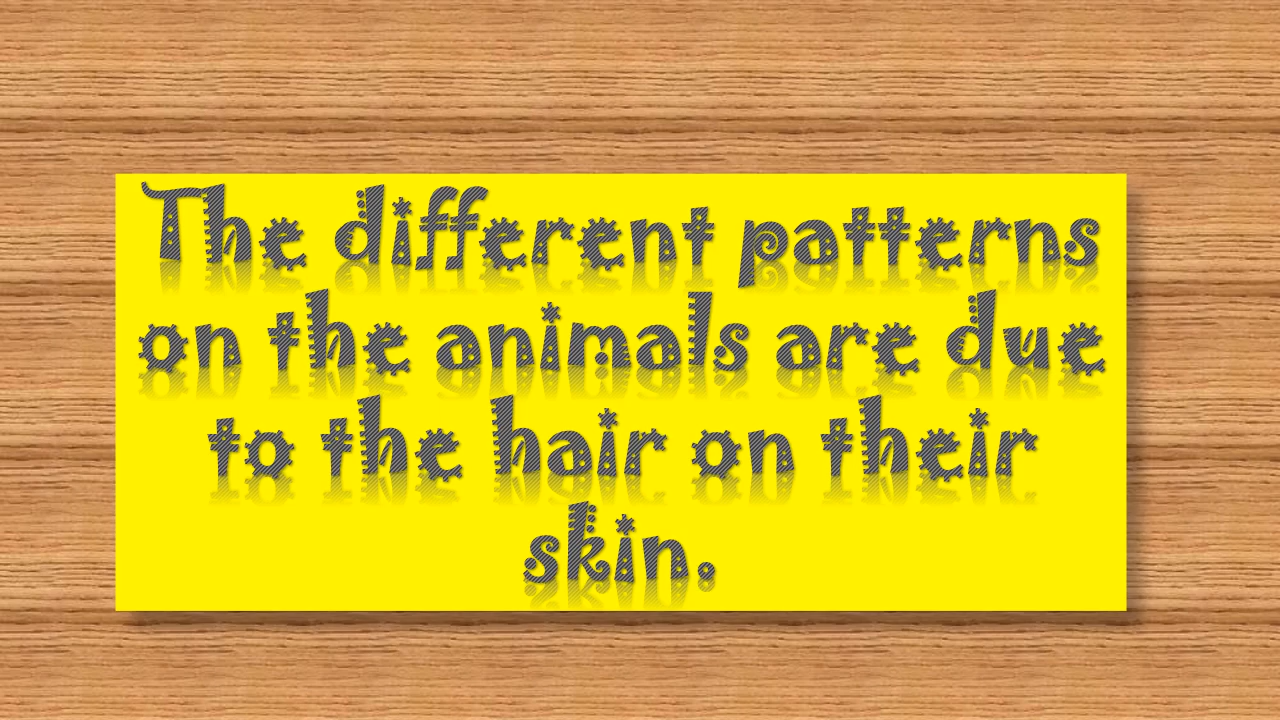 The different patterns
on the animals are due
to the hair on their
skin.